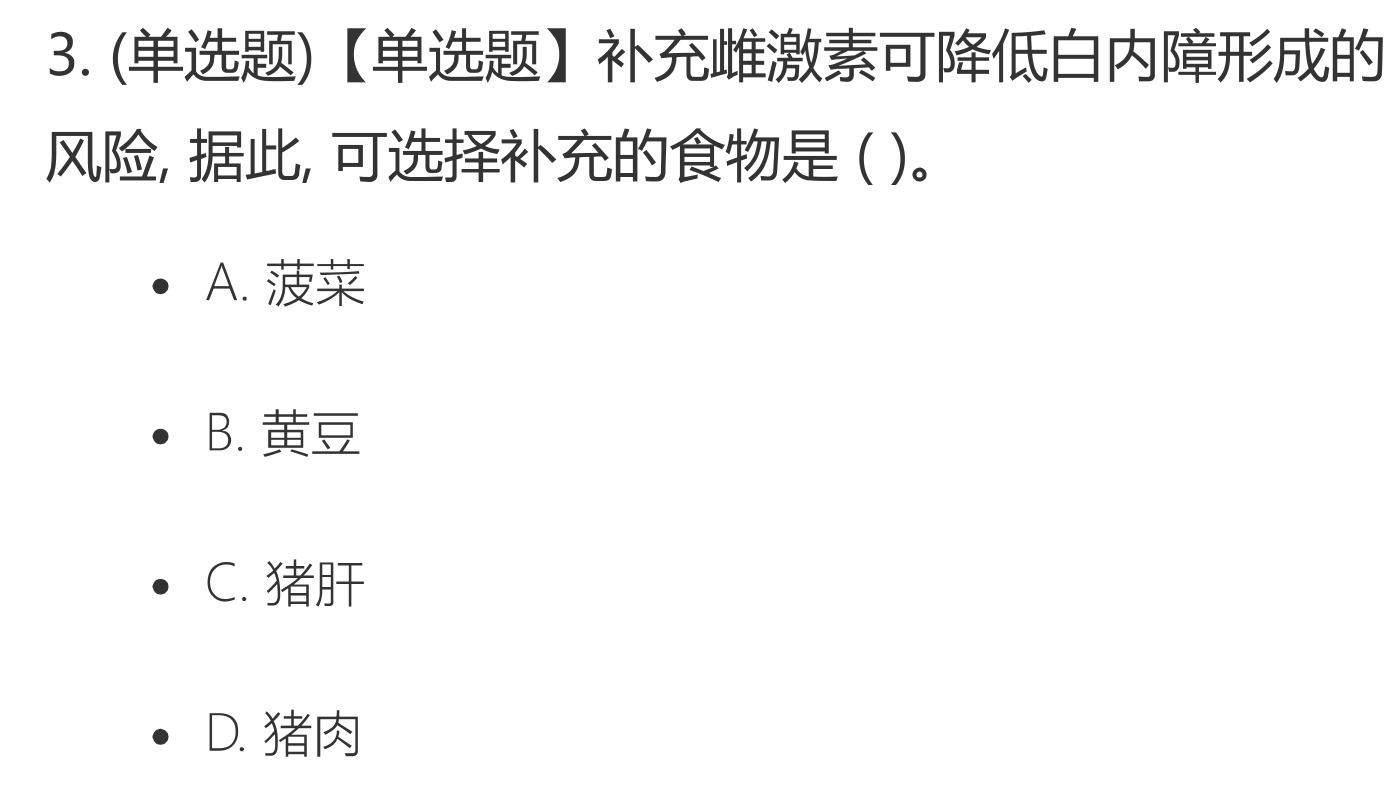 3. (单选题)【单选题】补充雌激素可降低白内障形成的
风险, 据此, 可选择补充的食物是 ( )。
• A. 菠菜
• B. 黄豆
• C. 猪肝
• D. 猪肉